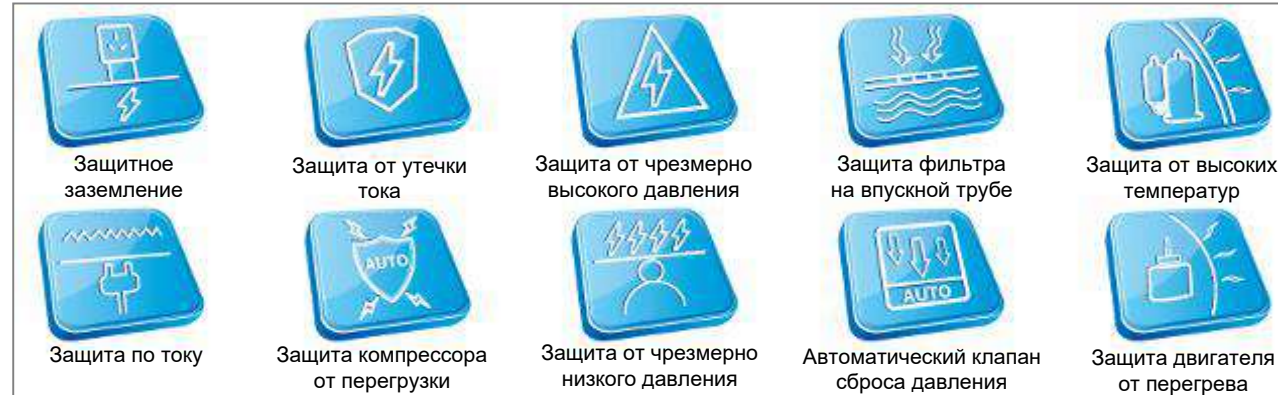 Защитное
заземление
Защита от утечки
тока
Защита от чрезмерно
высокого давления
Защита фильтра
на впускной трубе
Защита от высоких
температур
AUTO
AUTO
Защита по току
Защита компрессора
от перегрузки
Защита от чрезмерно
низкого давления
Автоматический клапан
сброса давления
Защита двигателя
от перегрева